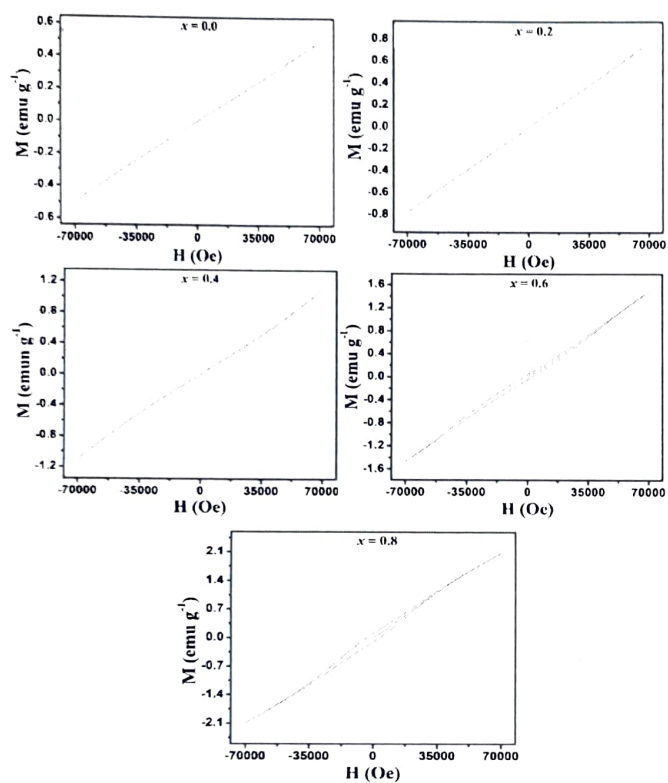 x = 0.0
0.6
0.4
0.2
0.0
-0.2
-0.4
-0.6
M (emu g-1)
-70000 -35000 0 35000 70000
H (Oe)
x = 0.2
0.8
0.6
0.4
0.2
0.0
-0.2
-0.4
-0.6
-0.8
M (emu g-1)
-70000 -35000 0 35000 70000
H (Oe)
x = 0.4
1.2
0.8
0.4
0.0
-0.4
-0.8
-1.2
M (emun g-1)
-70000 -35000 0 35000 70000
H (Oe)
x = 0.6
1.6
1.2
0.8
0.4
0.0
-0.4
-0.8
-1.2
-1.6
M (emu g-1)
-70000 -35000 0 35000 70000
H (Oe)
x = 0.8
2.1
1.4
0.7
0.0
-0.7
-1.4
-2.1
M (emu g-1)
-70000 -35000 0 35000 70000
H (Oe)